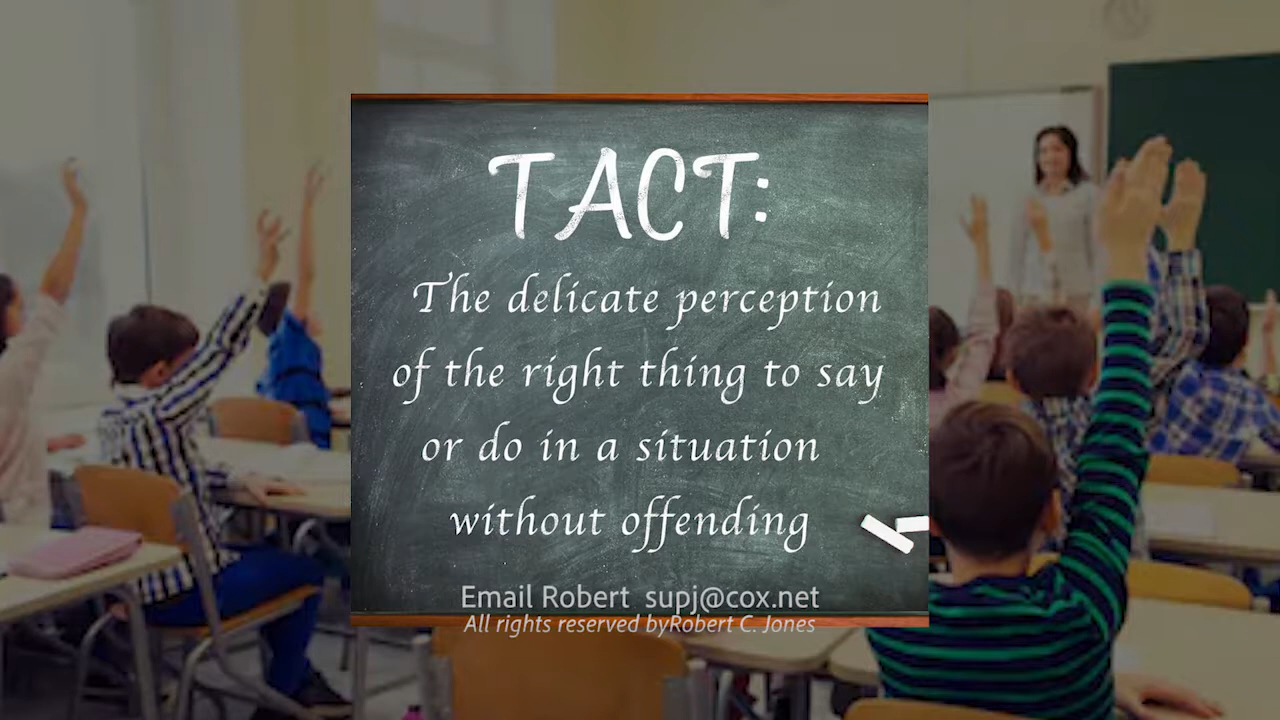 TACT:
The delicate perception
of the right thing to say
or do in a situation
without offending
Email Robert supj@cox.net
All rights reserved byRobert C. Jones